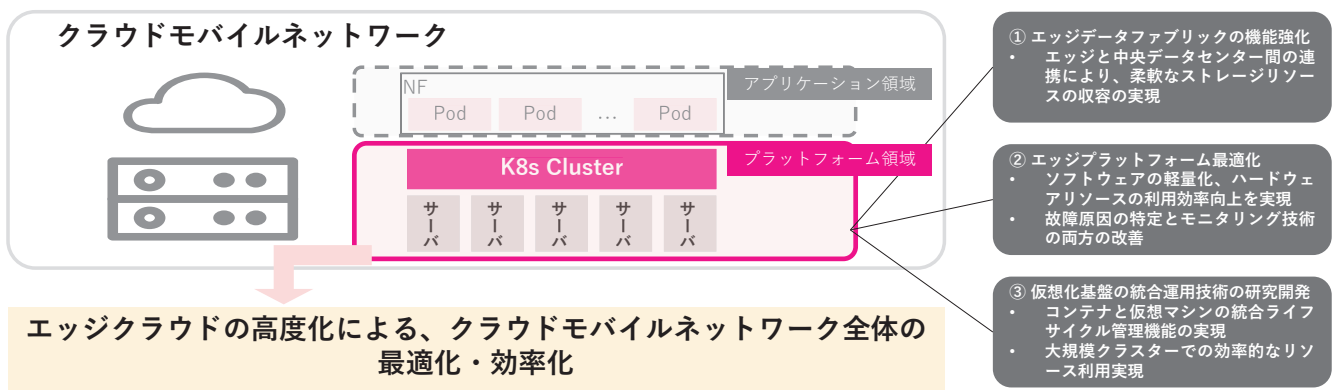 クラウドモバイルネットワーク
NF
アプリケーション領域
Pod
Pod
...
Pod
プラットフォーム領域
K8s Cluster
サーバ
サーバ
サーバ
サーバ
サーバ
エッジクラウドの高度化による、クラウドモバイルネットワーク全体の
最適化・効率化
① エッジデータファブリックの機能強化
• エッジと中央データセンター間の連
携により、柔軟なストレージリソー
スの収容の実現
② エッジプラットフォーム最適化
• ソフトウェアの軽量化、ハードウェ
アリソースの利用効率向上を実現
• 故障原因の特定とモニタリング技術
の両方の改善
③ 仮想化基盤の統合運用技術の研究開発
• コンテナと仮想マシンの統合ライフ
サイクル管理機能の実現
• 大規模クラスターでの効率的なリソ
ース利用実現